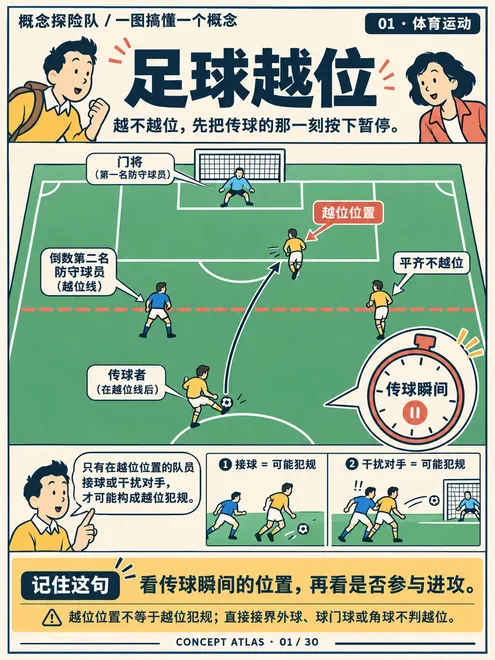 概念探险队 / 一图搞懂一个概念
01 · 体育运动
足球越位
越不越位，先把传球的那一刻按下暂停。
门将
（第一名防守球员）
越位位置
倒数第二名
防守球员
（越位线）
平齐不越位
传球者
（在越位线后）
传球瞬间
只有在越位位置的队员
接球或干扰对手，
才可能构成越位犯规。
1 接球 = 可能犯规
2 干扰对手 = 可能犯规
!!
记住这句
看传球瞬间的位置，再看是否参与进攻。
越位位置不等于越位犯规；直接接界外球、球门球或角球不判越位。
CONCEPT ATLAS · 01 / 30